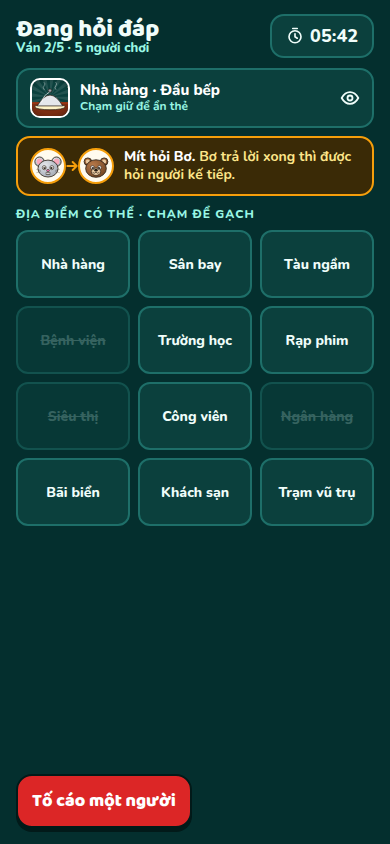 Đang hỏi đáp
Ván 2/5 · 5 người chơi
05:42
Nhà hàng · Đầu bếp
Chạm giữ để ẩn thẻ
Mít hỏi Bơ. Bơ trả lời xong thì được
hỏi người kế tiếp.
ĐỊA ĐIỂM CÓ THỂ · CHẠM ĐỂ GẠCH
Nhà hàng
Sân bay
Tàu ngầm
Bệnh viện
Trường học
Rạp phim
Siêu thị
Công viên
Ngân hàng
Bãi biển
Khách sạn
Trạm vũ trụ
Tố cáo một người